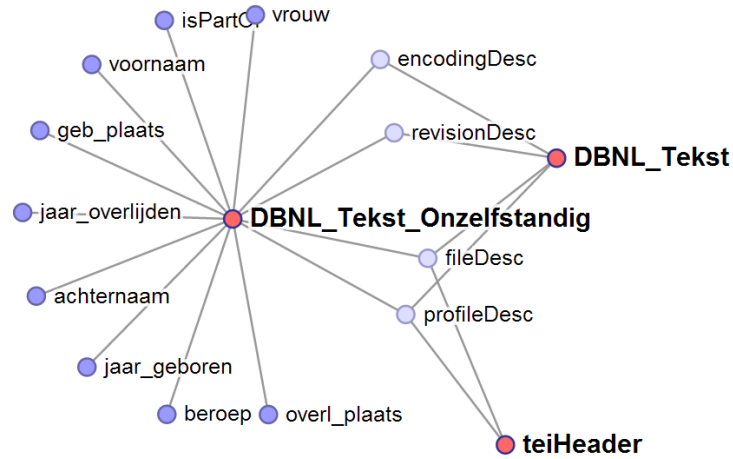 isPartOf
vrouw
voornaam
encodingDesc
geb_plaats
revisionDesc
DBNL_Tekst
jaar_overlijden
DBNL_Tekst_Onzelfstandig
fileDesc
achternaam
profileDesc
jaar_geboren
beroep
overl_plaats
teiHeader